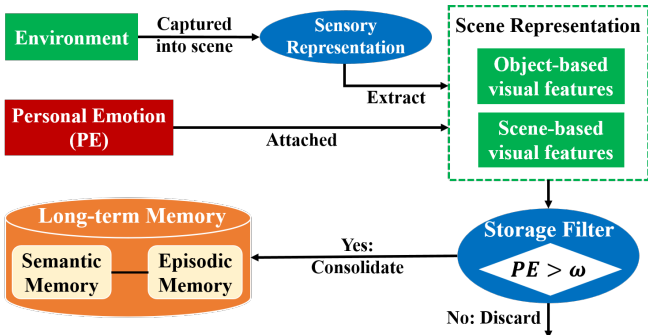 Environment
Captured
into scene
Sensory
Representation
Scene Representation
Object-based
visual features
Extract
Personal Emotion
(PE)
Attached
Scene-based
visual features
Long-term Memory
Semantic
Memory
Episodic
Memory
Yes:
Consolidate
Storage Filter
PE > ω
No: Discard